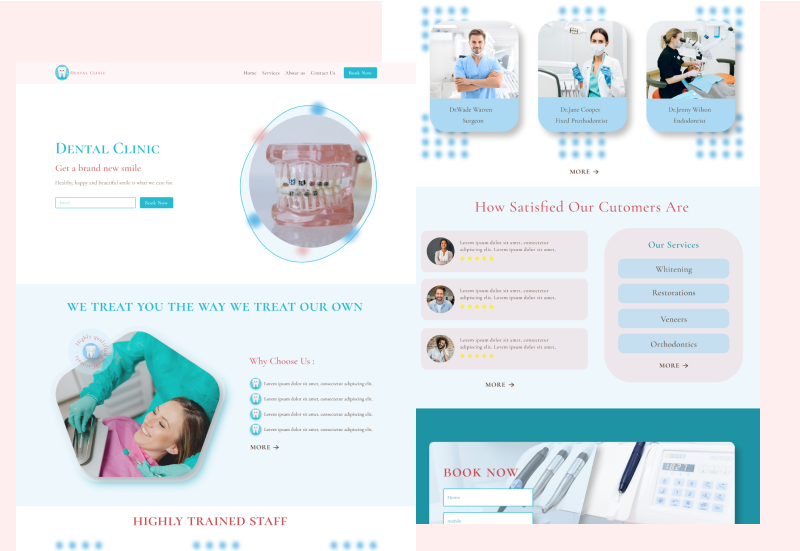 Dental Clinic
Home Services About us Contact Us Book Now
Dental Clinic
Get a brand new smile
Healthy, happy and beautiful smile is what we care for.
Email
Book Now
WE TREAT YOU THE WAY WE TREAT OUR OWN
Highly qualified
Why Choose Us :
Lorem ipsum dolor sit amet, consectetur adipiscing elit.
Lorem ipsum dolor sit amet, consectetur adipiscing elit.
Lorem ipsum dolor sit amet, consectetur adipiscing elit.
Lorem ipsum dolor sit amet, consectetur adipiscing elit.
MORE
HIGHLY TRAINED STAFF
Dr.Wade Warren
Surgeon
Dr.Jane Cooper
Fixed Prosthodontist
Dr.Jenny Wilson
Endodontist
MORE
How Satisfied Our Cutomers Are
Lorem ipsum dolor sit amet, consectetur
adipiscing elit. Lorem ipsum dolor sit amet.
Lorem ipsum dolor sit amet, consectetur
adipiscing elit. Lorem ipsum dolor sit amet.
Lorem ipsum dolor sit amet, consectetur
adipiscing elit. Lorem ipsum dolor sit amet.
MORE
Our Services
Whitening
Restorations
Veneers
Orthodontics
MORE
BOOK NOW
Name
mobile